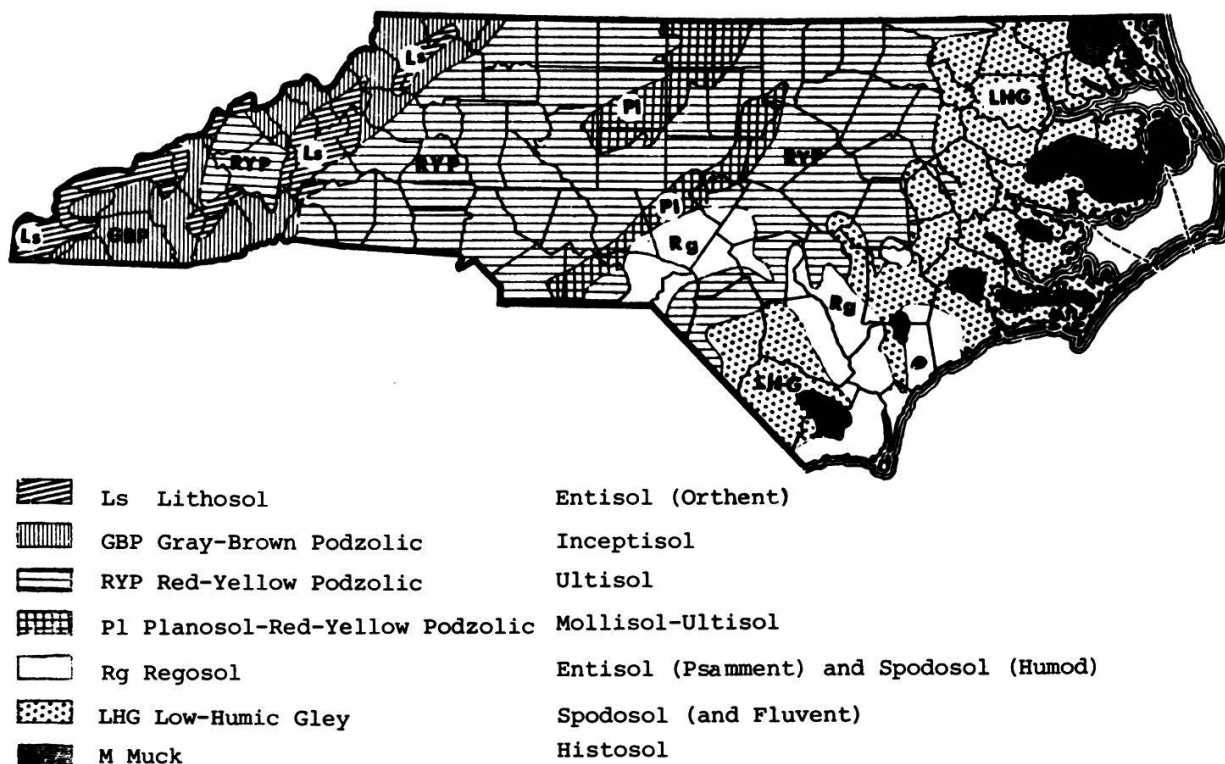 Ls
LHG
Pl
RYP
Ls
RYP
RYP
Pl
Ls
GBP
Rg
Rg
LHG
Ls Lithosol Entisol (Orthent)
GBP Gray-Brown Podzolic Inceptisol
RYP Red-Yellow Podzolic Ultisol
Pl Planosol-Red-Yellow Podzolic Mollisol-Ultisol
Rg Regosol Entisol (Psamment) and Spodosol (Humod)
LHG Low-Humic Gley Spodosol (and Fluvent)
M Muck Histosol